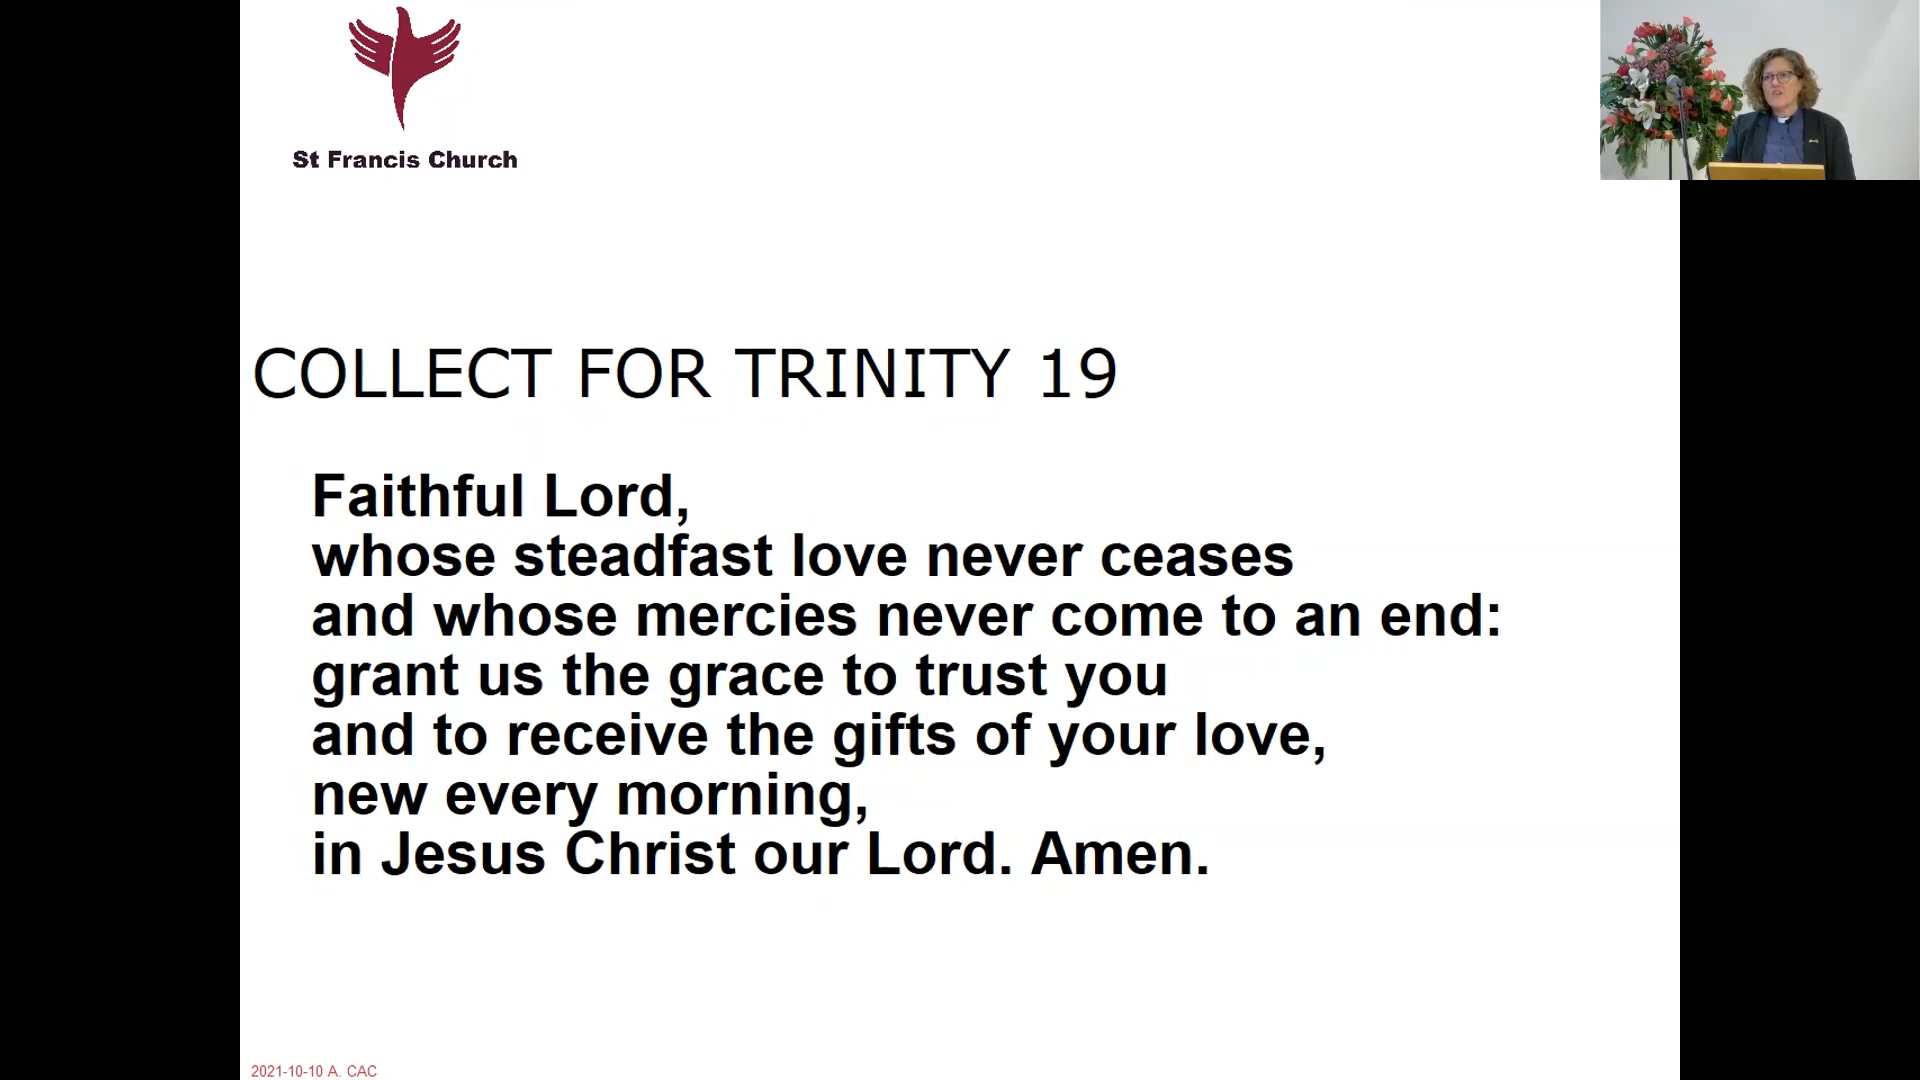 St Francis Church
COLLECT FOR TRINITY 19
Faithful Lord,
whose steadfast love never ceases
and whose mercies never come to an end:
grant us the grace to trust you
and to receive the gifts of your love,
new every morning,
in Jesus Christ our Lord. Amen.
2021-10-10 A. CAC